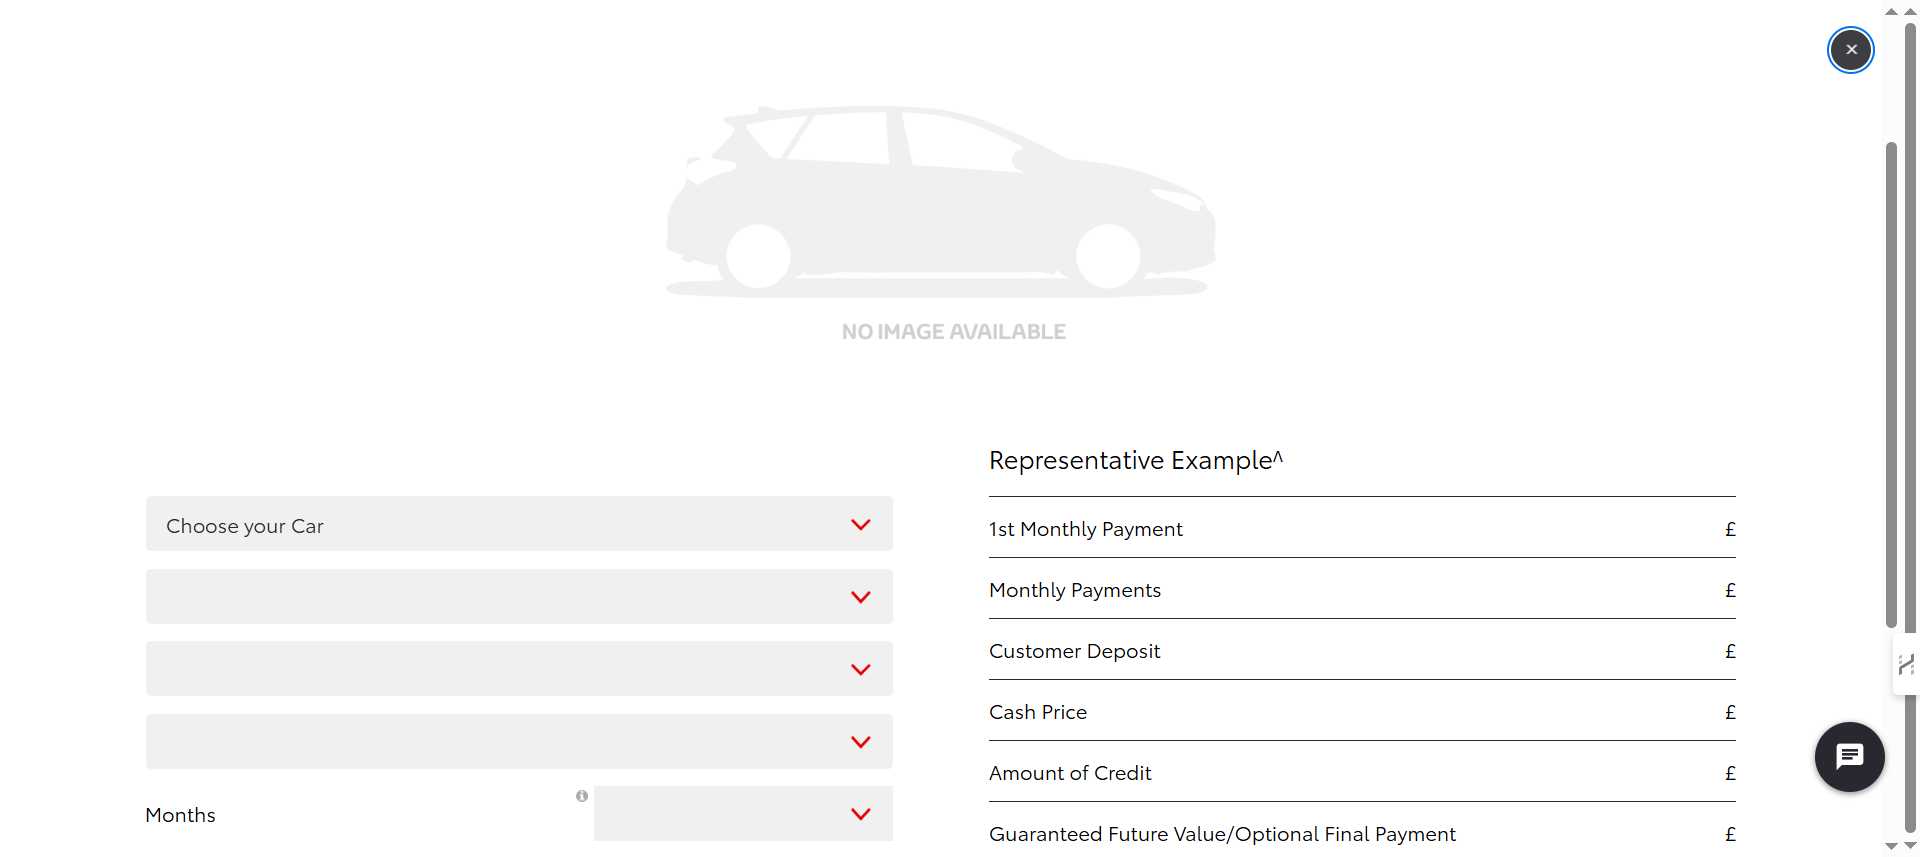 NO IMAGE AVAILABLE
Representative Example^
Choose your Car
1st Monthly Payment £
Monthly Payments £
Customer Deposit £
Cash Price £
Amount of Credit £
Months
Guaranteed Future Value/Optional Final Payment £